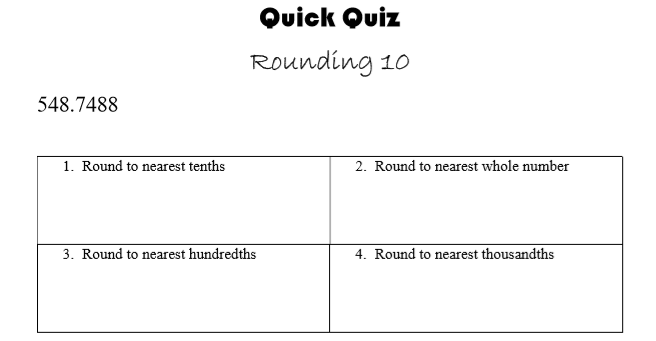 Quick Quiz
Rounding 10
548.7488
1. Round to nearest tenths
2. Round to nearest whole number
3. Round to nearest hundredths
4. Round to nearest thousandths